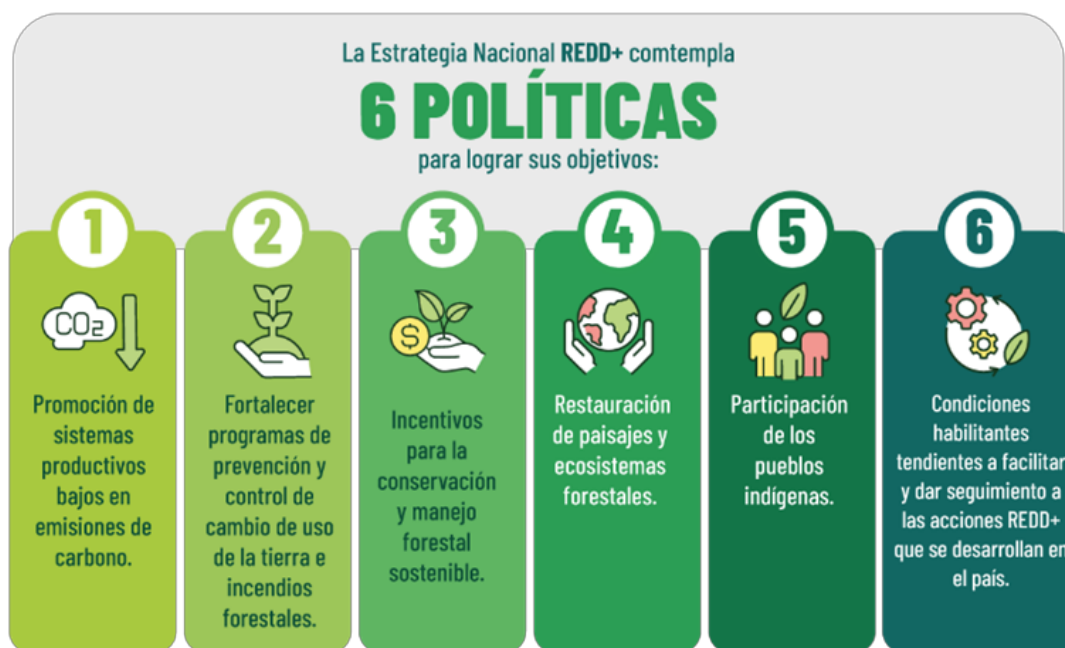 La Estrategia Nacional REDD+ comtempla
6 POLÍTICAS
para lograr sus objetivos:
1
CO2
Promoción de
sistemas
productivos
bajos en
emisiones de
carbono.
2
Fortalecer
programas de
prevención y
control de
cambio de uso
de la tierra e
incendios
forestales.
3
$
Incentivos
para la
conservación
y manejo
forestal
sostenible.
4
Restauración
de paisajes y
ecosistemas
forestales.
5
Participación
de los
pueblos
indígenas.
6
Condiciones
habilitantes
tendientes a facilitar
y dar seguimiento a
las acciones REDD+
que se desarrollan en
el país.